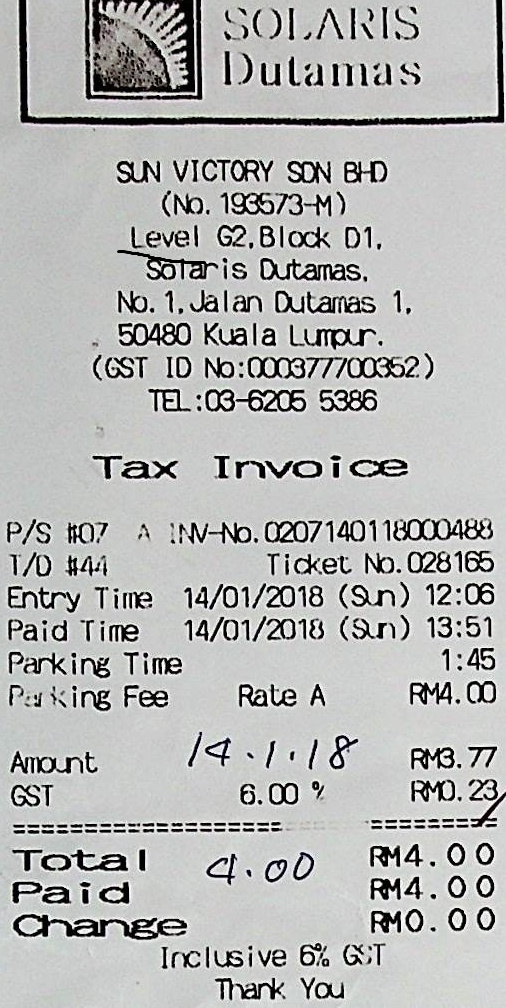 SOLARIS
Dutamas
SUN VICTORY SDN BHD
(No. 193573-M)
Level G2, Block D1,
Solaris Dutamas,
No. 1, Jalan Dutamas 1,
50480 Kuala Lumpur.
(GST ID No:000377700352)
TEL:03-6205 5386
Tax Invoice
P/S #07 A INV-No. 0207140118000488
T/D #44 Ticket No. 028165
Entry Time 14/01/2018 (Sun) 12:06
Paid Time 14/01/2018 (Sun) 13:51
Parking Time 1:45
Parking Fee Rate A RM4.00
14.1.18
Amount RM3.77
GST 6.00 % RM0.23
Total 4.00 RM4.00
Paid RM4.00
Change RM0.00
Inclusive 6% GST
Thank You